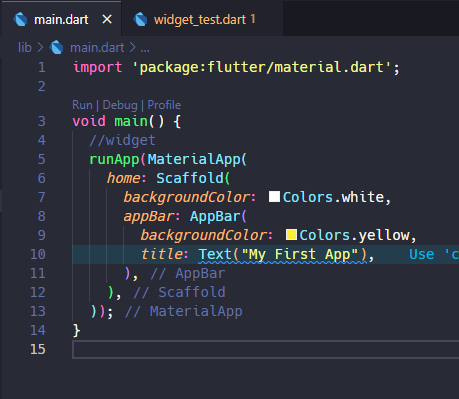 main.dart × widget_test.dart 1
lib > main.dart > ...
1 import 'package:flutter/material.dart';
2
Run | Debug | Profile
3 void main() {
4 //widget
5 runApp(MaterialApp(
6 home: Scaffold(
7 backgroundColor: Colors.white,
8 appBar: AppBar(
9 backgroundColor: Colors.yellow,
10 title: Text("My First App"), Use 'c
11 ), // AppBar
12 ), // Scaffold
13 )); // MaterialApp
14 }
15